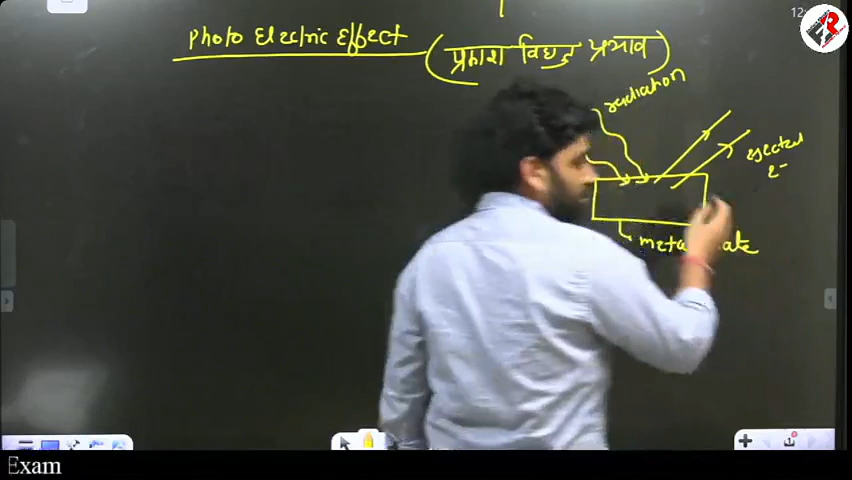 Photo Electric Effect (प्रकाश विद्युत प्रभाव)
radiation
ejected
e-
metal
Exam